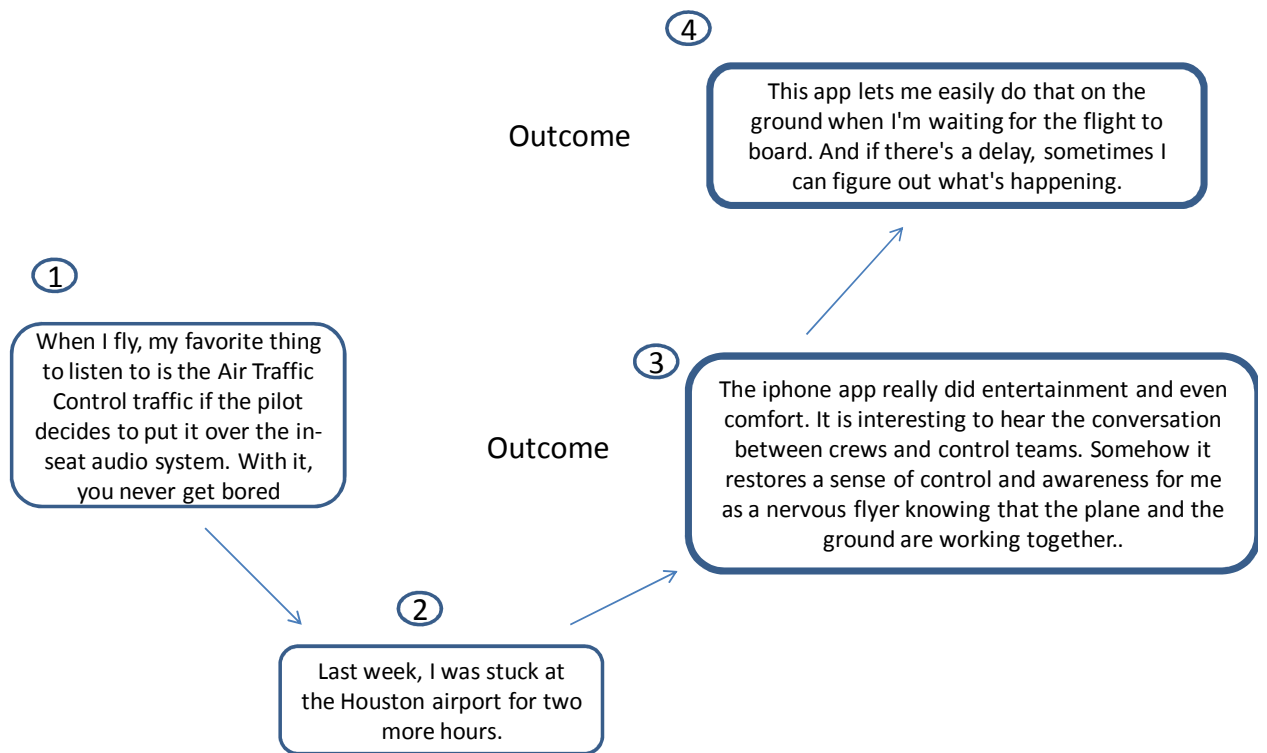 1
When I fly, my favorite thing
to listen to is the Air Traffic
Control traffic if the pilot
decides to put it over the in-
seat audio system. With it,
you never get bored
2
Last week, I was stuck at
the Houston airport for two
more hours.
3
Outcome
The iphone app really did entertainment and even
comfort. It is interesting to hear the conversation
between crews and control teams. Somehow it
restores a sense of control and awareness for me
as a nervous flyer knowing that the plane and the
ground are working together..
4
Outcome
This app lets me easily do that on the
ground when I'm waiting for the flight to
board. And if there's a delay, sometimes I
can figure out what's happening.